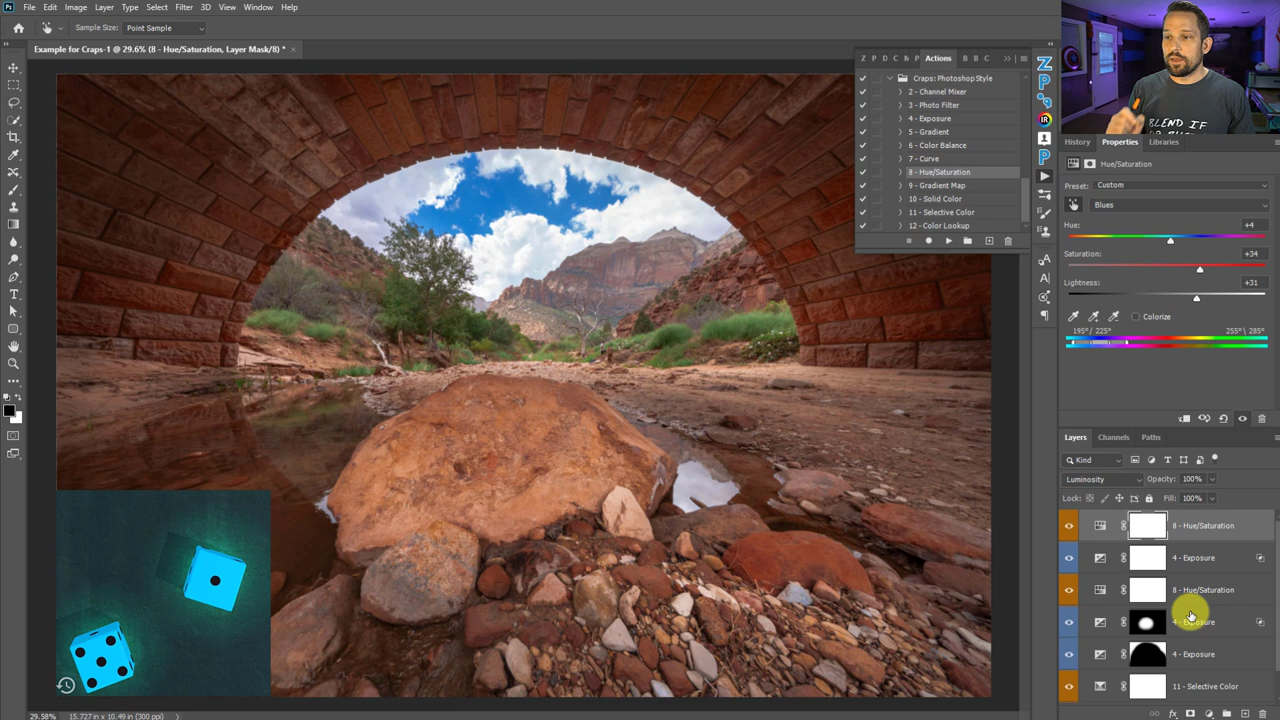 File Edit Image Layer Type Select Filter 3D View Window Help
Sample Size: Point Sample
Example for Craps-1 @ 29.6% (8 - Hue/Saturation, Layer Mask/8) * ×
Z P D C M P Actions B B C
Craps: Photoshop Style
2 - Channel Mixer
3 - Photo Filter
4 - Exposure
5 - Gradient
6 - Color Balance
7 - Curve
8 - Hue/Saturation
9 - Gradient Map
10 - Solid Color
11 - Selective Color
12 - Color Lookup
BLEND IF
History Properties Libraries
Hue/Saturation
Preset: Custom
Blues
Hue: +4
Saturation: +34
Lightness: +31
Colorize
195°/ 225° 255°\ 285°
Layers Channels Paths
Kind
Luminosity Opacity: 100%
Lock: Fill: 100%
8 - Hue/Saturation
4 - Exposure
8 - Hue/Saturation
4 - Exposure
4 - Exposure
11 - Selective Color
29.58% 15.727 in x 10.49 in (300 ppi)